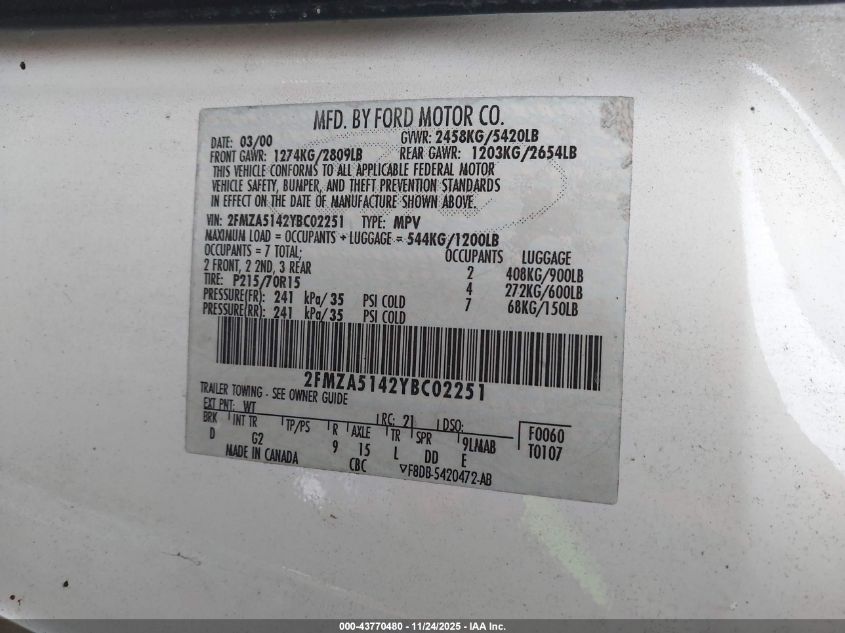 MFD. BY FORD MOTOR CO.
DATE: 03/00 GVWR: 2458KG/5420LB
FRONT GAWR: 1274KG/2809LB REAR GAWR: 1203KG/2654LB
THIS VEHICLE CONFORMS TO ALL APPLICABLE FEDERAL MOTOR
VEHICLE SAFETY, BUMPER, AND THEFT PREVENTION STANDARDS
IN EFFECT ON THE DATE OF MANUFACTURE SHOWN ABOVE.
VIN: 2FMZA5142YBC02251 TYPE: MPV
MAXIMUM LOAD = OCCUPANTS + LUGGAGE = 544KG/1200LB
OCCUPANTS = 7 TOTAL; OCCUPANTS LUGGAGE
2 FRONT, 2 2ND, 3 REAR 2 408KG/900LB
TIRE: P215/70R15 4 272KG/600LB
PRESSURE(FR): 241 kPa/35 PSI COLD 7 68KG/150LB
PRESSURE(RR): 241 kPa/35 PSI COLD
2FMZA5142YBC02251
TRAILER TOWING - SEE OWNER GUIDE
EXT PNT: WT RC: 21 DSO: F0060
BRK INT TR TP/PS R AXLE TR SPR 9LMAB T0107
D G2 9 15 L DD E
MADE IN CANADA CBC ▽F8DB-5420472-AB
000-43770480 - 11/24/2025 - IAA Inc.